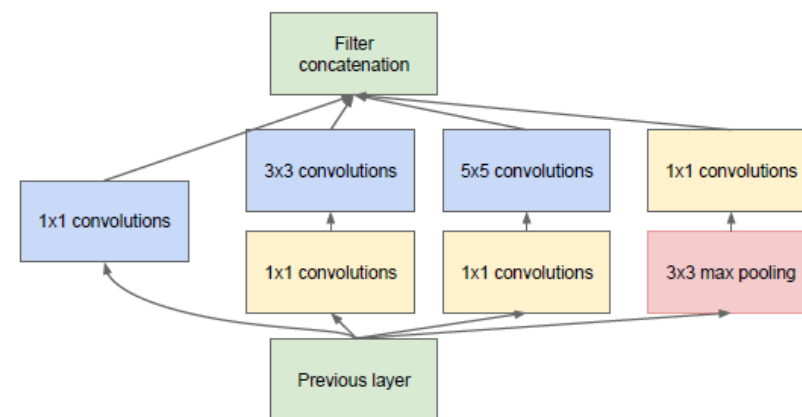 Filter
concatenation
3x3 convolutions
5x5 convolutions
1x1 convolutions
1x1 convolutions
1x1 convolutions
1x1 convolutions
3x3 max pooling
Previous layer